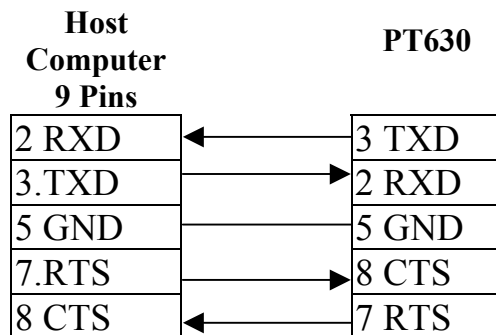 Host
Computer
9 Pins
PT630
2 RXD
3 TXD
3.TXD
2 RXD
5 GND
5 GND
7.RTS
8 CTS
8 CTS
7 RTS